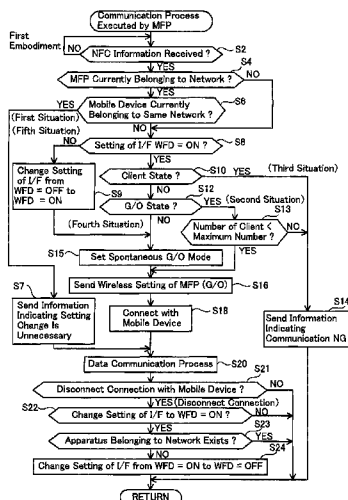 Communication Process
Executed by MFP
First
Embodiment
NO
NFC Information Received ?
S2
YES
S4
MFP Currently Belonging to Network ?
NO
YES
S6
YES
Mobile Device Currently
Belonging to Same Network ?
(First Situation)
(Fifth Situation)
NO
S8
NO
Setting of I/F WFD = ON ?
YES
S10
Client State ?
YES
(Third Situation)
Change Setting
of I/F from
WFD = OFF to
WFD = ON
S9
NO
S12
G/O State ?
YES
(Second Situation)
S13
NO
Number of Client <
Maximum Number ?
NO
(Fourth Situation)
YES
S15
Set Spontaneous G/O Mode
Send Wireless Setting of MFP (G/O)
S16
S7
S14
Send Information
Indicating Setting
Change Is
Unnecessary
Connect with
Mobile Device
S18
Send Information
Indicating
Communication NG
Data Communication Process
S20
S21
Disconnect Connection with Mobile Device ?
NO
YES(Disconnect Connection)
S22
Change Setting of I/F to WFD = ON ?
NO
YES
S23
Apparatus Belonging to Network Exists ?
YES
NO
S24
Change Setting of I/F from WFD = ON to WFD = OFF
RETURN